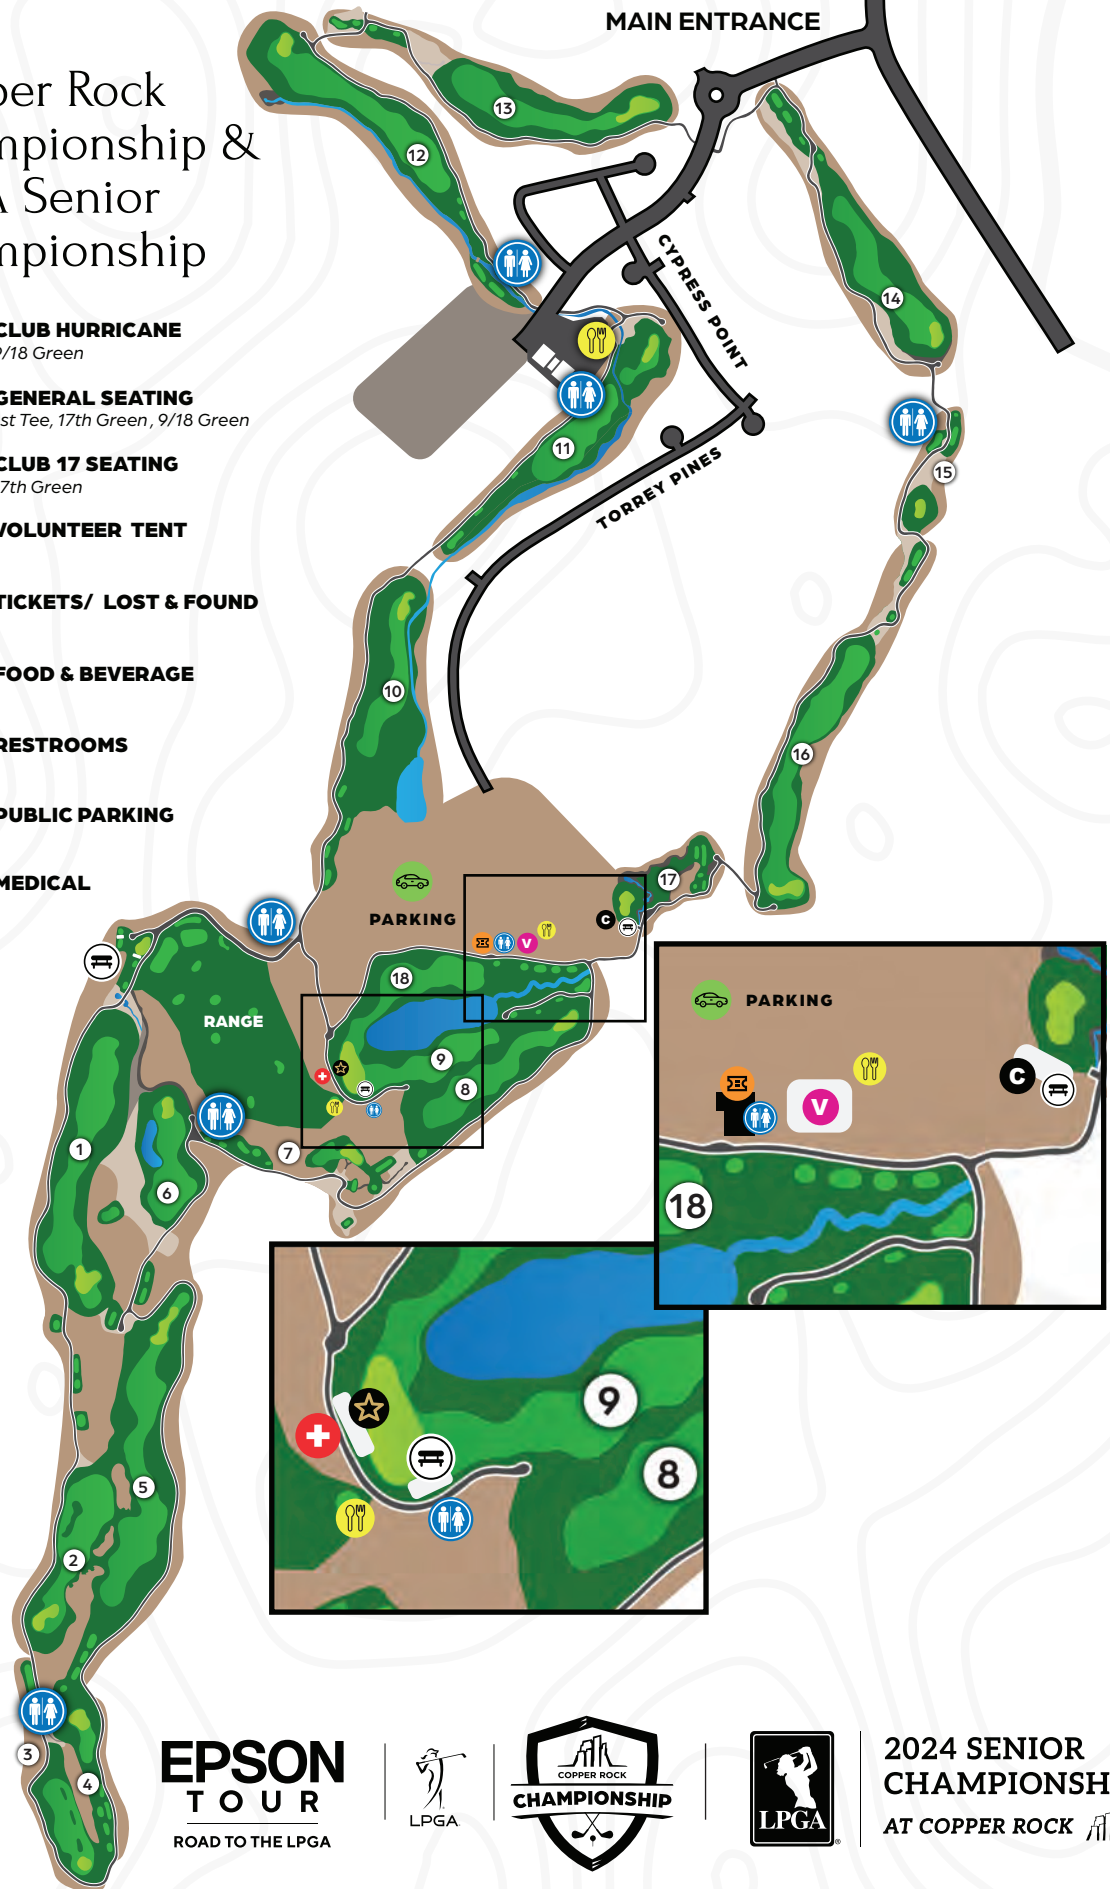 MAIN ENTRANCE
per Rock
mpionship &
A Senior
mpionship
CLUB HURRICANE
9/18 Green
GENERAL SEATING
1st Tee, 17th Green, 9/18 Green
CLUB 17 SEATING
17th Green
VOLUNTEER TENT
TICKETS/ LOST & FOUND
FOOD & BEVERAGE
RESTROOMS
PUBLIC PARKING
MEDICAL
13
12
CYPRESS POINT
14
11
TORREY PINES
15
10
16
17
PARKING
C
V
18
RANGE
9
8
1
7
6
PARKING
C
V
18
9
8
5
2
3
4
EPSON
TOUR
ROAD TO THE LPGA
LPGA
COPPER ROCK
CHAMPIONSHIP
LPGA
2024 SENIOR
CHAMPIONSH
AT COPPER ROCK